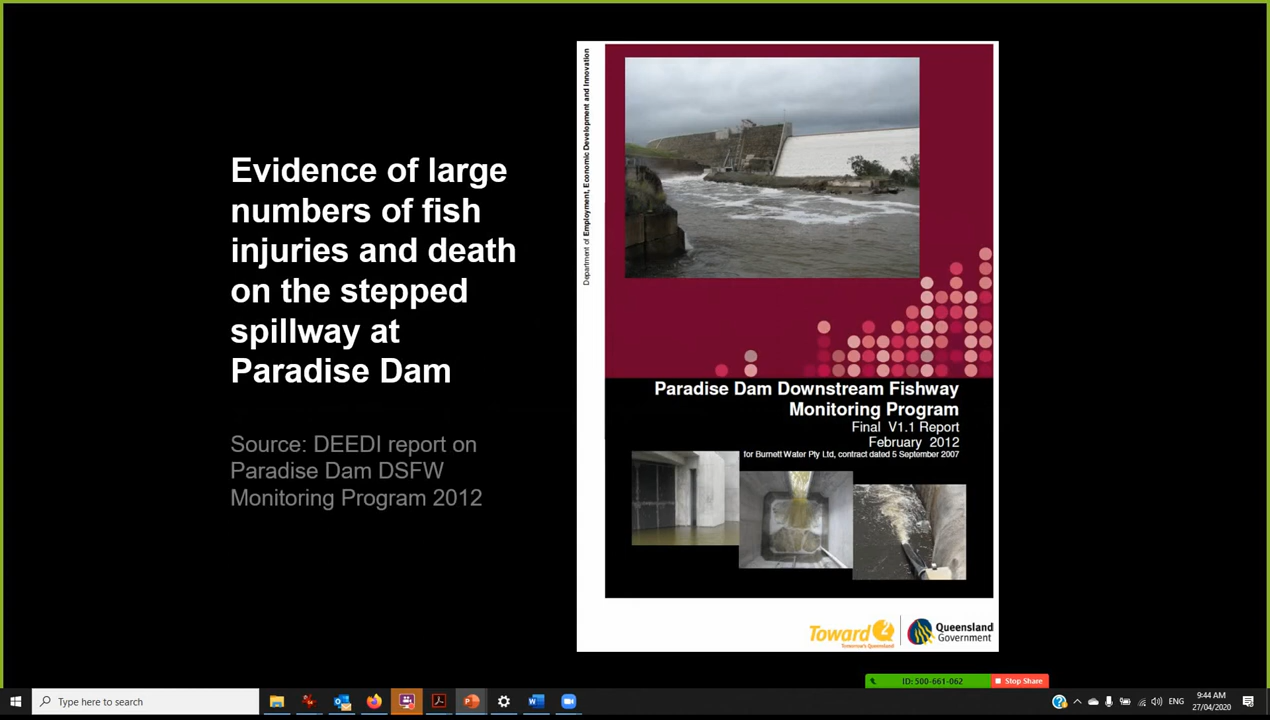 Evidence of large
numbers of fish
injuries and death
on the stepped
spillway at
Paradise Dam
Source: DEEDI report on
Paradise Dam DSFW
Monitoring Program 2012
Department of Employment, Economic Development and Innovation
Paradise Dam Downstream Fishway
Monitoring Program
Final V1.1 Report
February 2012
for Burnett Water Pty Ltd, contract dated 5 September 2007
Toward Q2
Tomorrow's Queensland
Queensland
Government
ID: 500-661-062
Stop Share
Type here to search
ENG
9:44 AM
27/04/2020